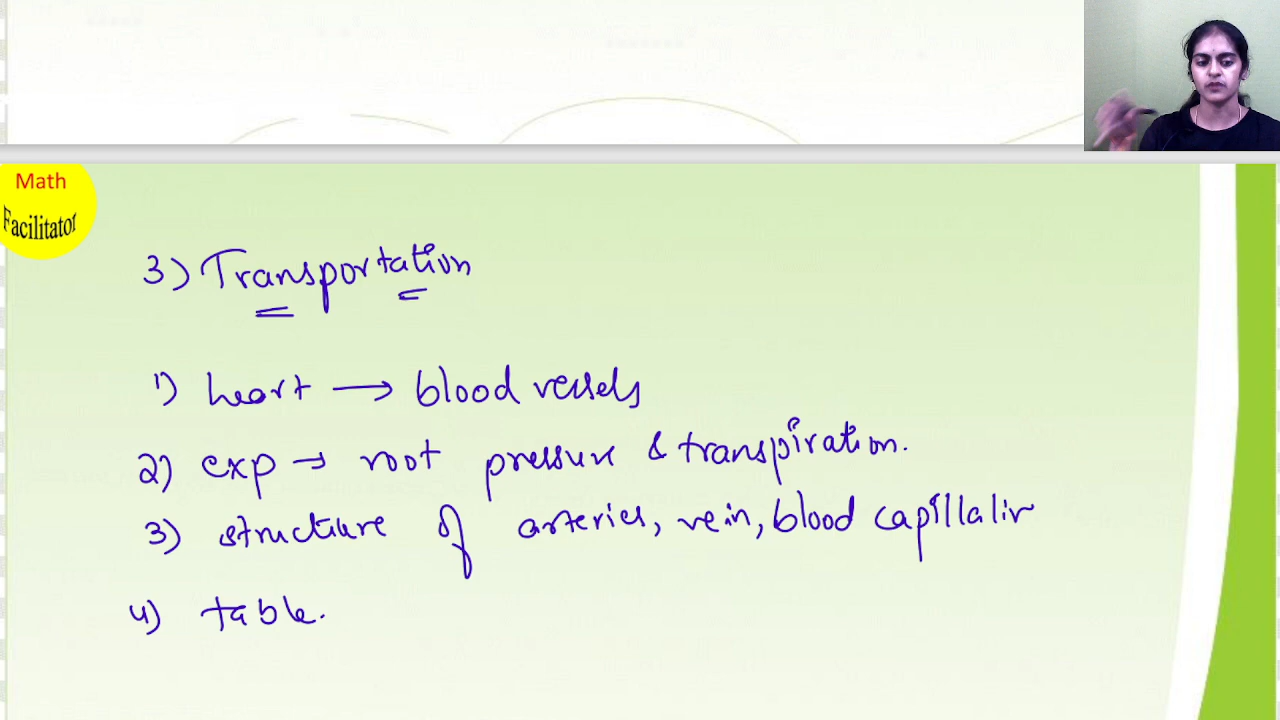 Math
Facilitator
3) Transportation
1) heart → blood vessels
2) exp → root pressure & transpiration.
3) structure of arteries, vein, blood capillalir
4) table.